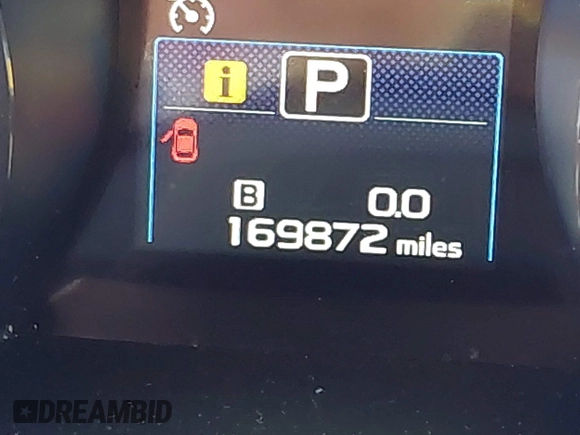 i P
B 0.0
169872 miles
DREAMBID